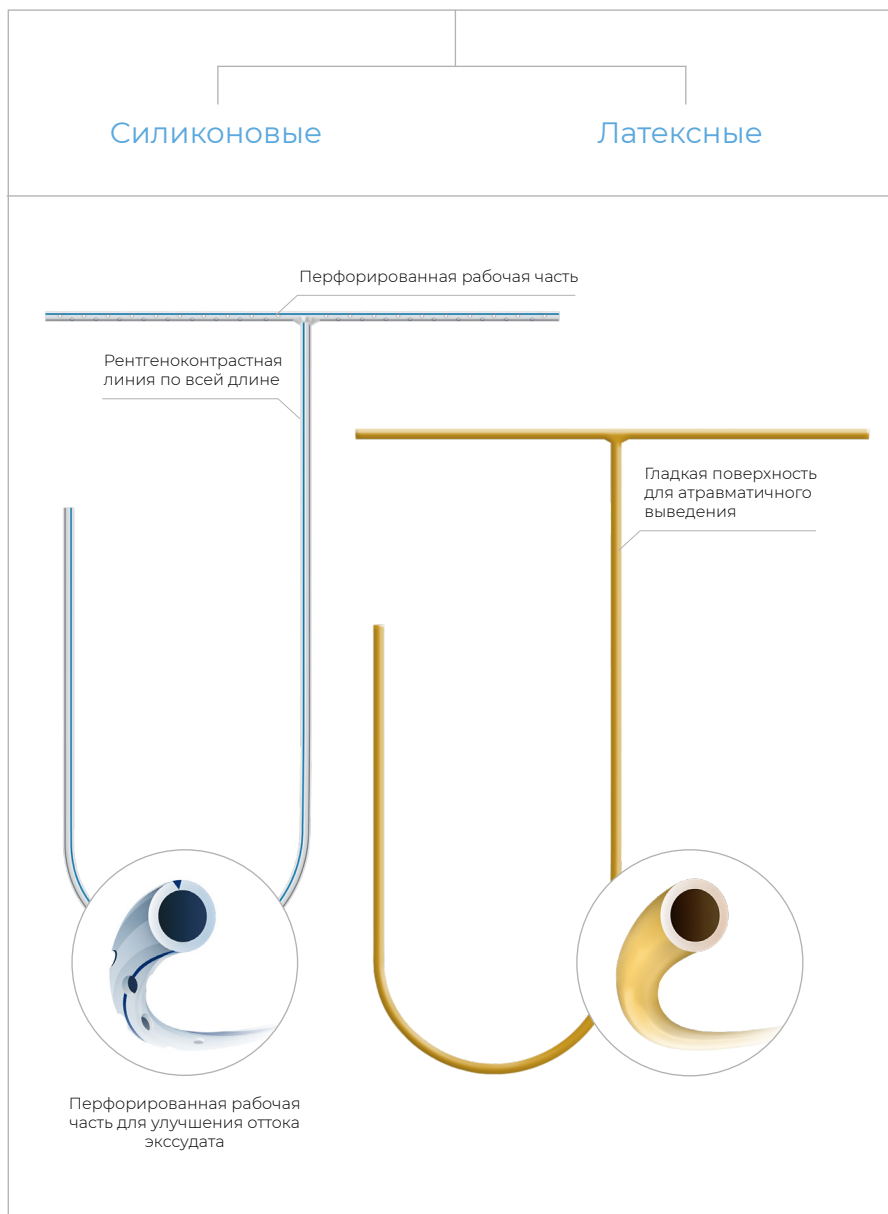 Силиконовые
Латексные
Перфорированная рабочая часть
Рентгеноконтрастная
линия по всей длине
Гладкая поверхность
для атравматичного
выведения
Перфорированная рабочая
часть для улучшения оттока
экссудата